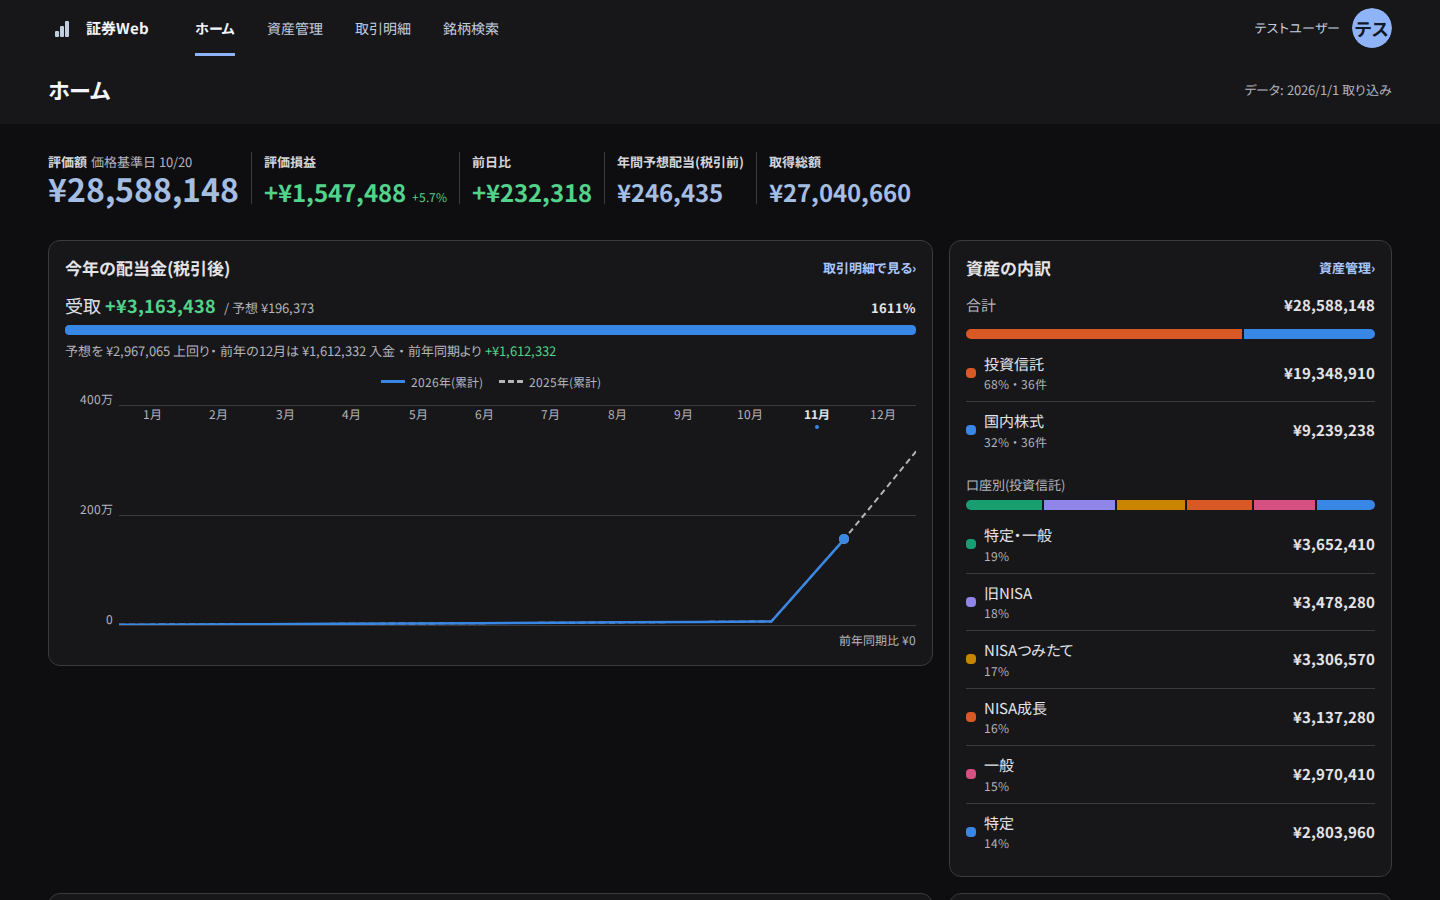 証券Web
ホーム
資産管理
取引明細
銘柄検索
テストユーザー
テス
ホーム
データ: 2026/1/1 取り込み
評価額 価格基準日 10/20
¥28,588,148
評価損益
+¥1,547,488 +5.7%
前日比
+¥232,318
年間予想配当(税引前)
¥246,435
取得総額
¥27,040,660
今年の配当金(税引後)
取引明細で見る›
受取 +¥3,163,438 / 予想 ¥196,373
1611%
予想を ¥2,967,065 上回り・前年の12月は ¥1,612,332 入金・前年同期より +¥1,612,332
2026年(累計)
2025年(累計)
400万
1月
2月
3月
4月
5月
6月
7月
8月
9月
10月
11月
12月
200万
0
前年同期比 ¥0
資産の内訳
資産管理›
合計
¥28,588,148
投資信託
68%・36件
¥19,348,910
国内株式
32%・36件
¥9,239,238
口座別(投資信託)
特定・一般
19%
¥3,652,410
旧NISA
18%
¥3,478,280
NISAつみたて
17%
¥3,306,570
NISA成長
16%
¥3,137,280
一般
15%
¥2,970,410
特定
14%
¥2,803,960